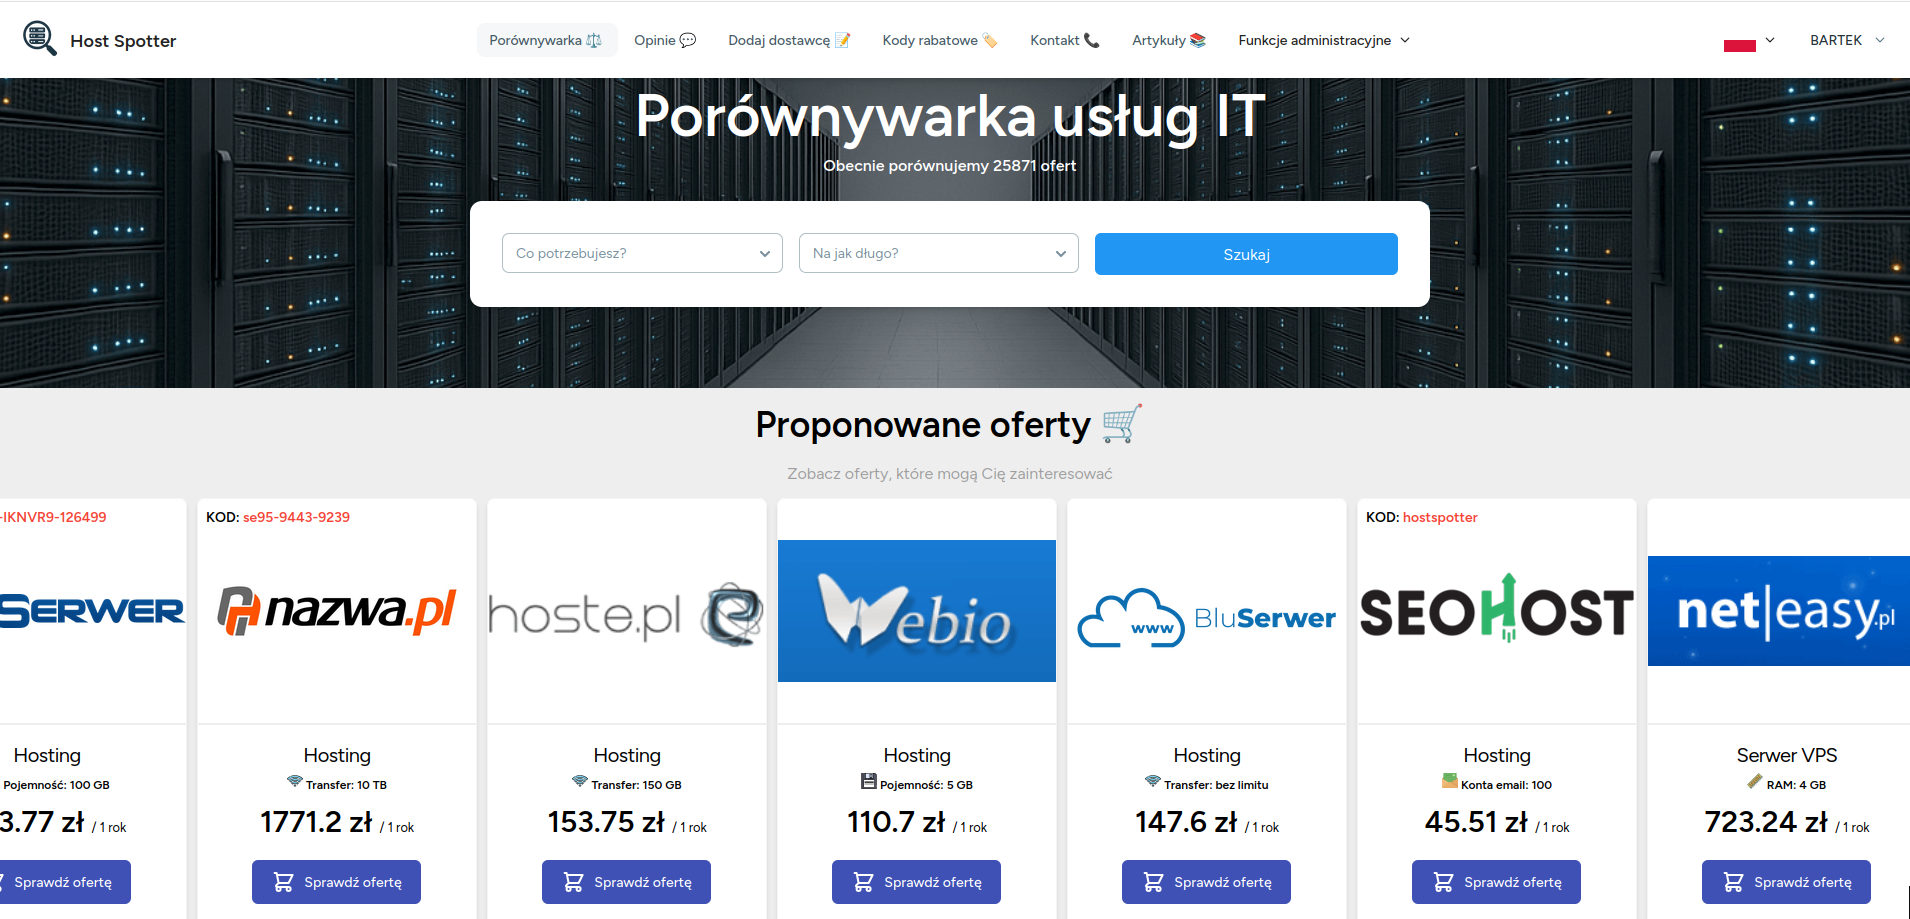 Host Spotter
Porównywarka
Opinie
Dodaj dostawcę
Kody rabatowe
Kontakt
Artykuły
Funkcje administracyjne
BARTEK
Porównywarka usług IT
Obecnie porównujemy 25871 ofert
Co potrzebujesz?
Na jak długo?
Szukaj
Proponowane oferty
Zobacz oferty, które mogą Cię zainteresować
-IKNVR9-126499
SERWER
Hosting
Pojemność: 100 GB
3.77 zł / 1 rok
Sprawdź ofertę
KOD: se95-9443-9239
nazwa.pl
Hosting
Transfer: 10 TB
1771.2 zł / 1 rok
Sprawdź ofertę
hoste.pl
Hosting
Transfer: 150 GB
153.75 zł / 1 rok
Sprawdź ofertę
Webio
Hosting
Pojemność: 5 GB
110.7 zł / 1 rok
Sprawdź ofertę
www BluSerwer
Hosting
Transfer: bez limitu
147.6 zł / 1 rok
Sprawdź ofertę
KOD: hostspotter
SEOHOST
Hosting
Konta email: 100
45.51 zł / 1 rok
Sprawdź ofertę
net|easy.pl
Serwer VPS
RAM: 4 GB
723.24 zł / 1 rok
Sprawdź ofertę